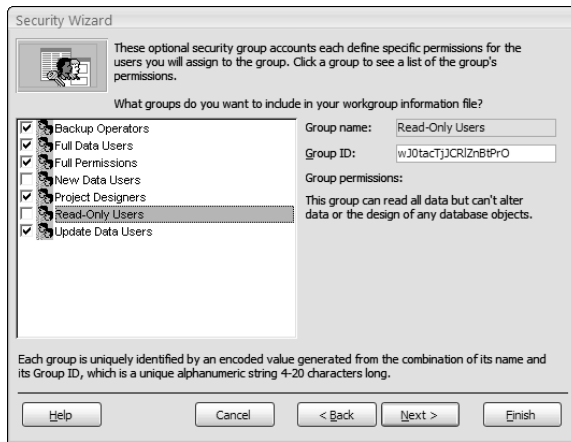 Security Wizard
These optional security group accounts each define specific permissions for the
users you will assign to the group. Click a group to see a list of the group's
permissions.
What groups do you want to include in your workgroup information file?
Backup Operators
Full Data Users
Full Permissions
New Data Users
Project Designers
Read-Only Users
Update Data Users
Group name: Read-Only Users
Group ID: wJ0tacTjJCRlZnBtPrO
Group permissions:
This group can read all data but can't alter
data or the design of any database objects.
Each group is uniquely identified by an encoded value generated from the combination of its name and
its Group ID, which is a unique alphanumeric string 4-20 characters long.
Help
Cancel
< Back
Next >
Finish